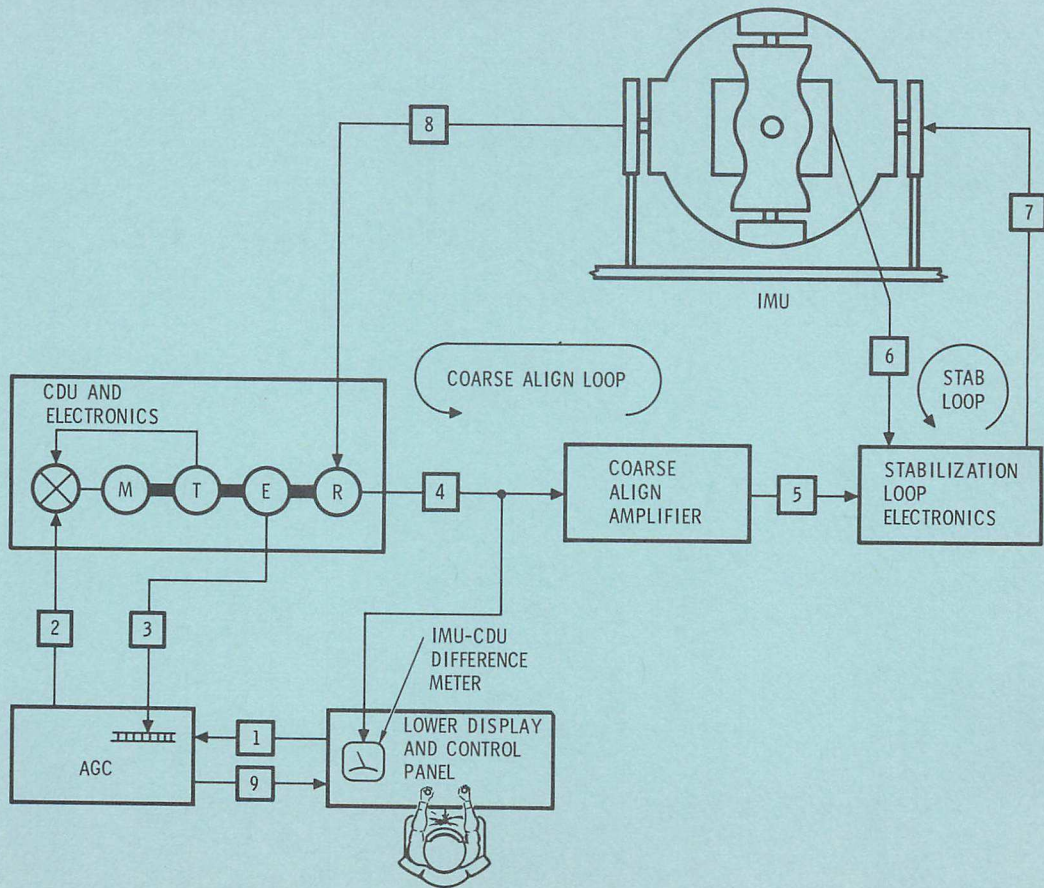 8
7
IMU
6
COARSE ALIGN LOOP
STAB
LOOP
CDU AND
ELECTRONICS
M
T
E
R
4
COARSE
ALIGN
AMPLIFIER
5
STABILIZATION
LOOP
ELECTRONICS
2
3
IMU-CDU
DIFFERENCE
METER
AGC
1
9
LOWER DISPLAY
AND CONTROL
PANEL